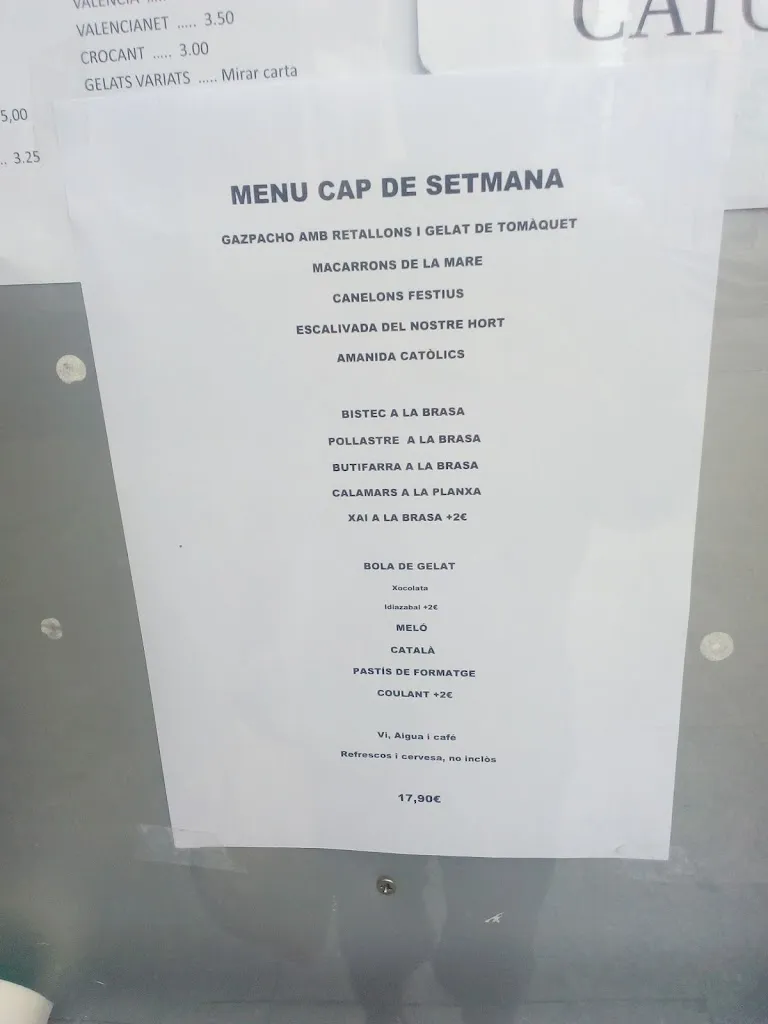 VALENCIA
VALENCIANET ..... 3.50
CROCANT ..... 3.00
GELATS VARIATS ..... Mirar carta
5,00
.. 3.25
MENU CAP DE SETMANA
GAZPACHO AMB RETALLONS I GELAT DE TOMÀQUET
MACARRONS DE LA MARE
CANELONS FESTIUS
ESCALIVADA DEL NOSTRE HORT
AMANIDA CATÒLICS
BISTEC A LA BRASA
POLLASTRE A LA BRASA
BUTIFARRA A LA BRASA
CALAMARS A LA PLANXA
XAI A LA BRASA +2€
BOLA DE GELAT
Xocolata
Idiazabal +2€
MELÓ
CATALÀ
PASTÍS DE FORMATGE
COULANT +2€
Vi, Aigua i cafè
Refrescos i cervesa, no inclòs
17,90€